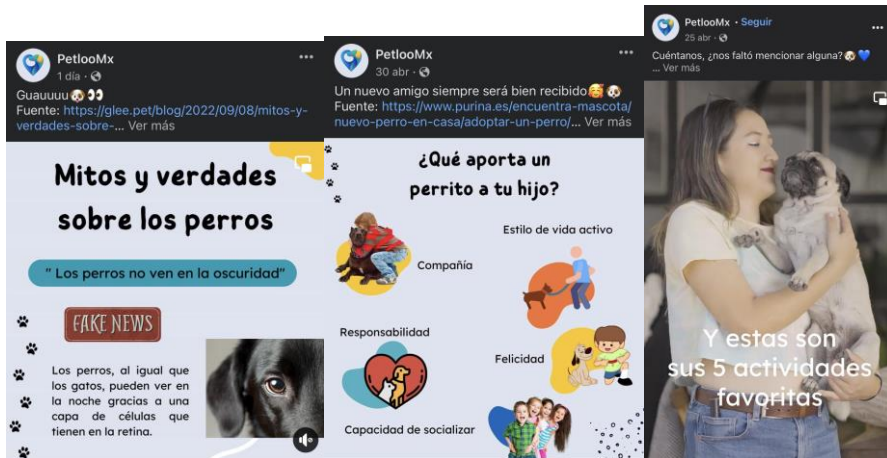 PetlooMx
1 día
Guauuuu
Fuente: https://glee.pet/blog/2022/09/08/mitos-y-
verdades-sobre-... Ver más
Mitos y verdades
sobre los perros
" Los perros no ven en la oscuridad"
FAKE NEWS
Los perros, al igual que
los gatos, pueden ver en
la noche gracias a una
capa de células que
tienen en la retina.
PetlooMx
30 abr
Un nuevo amigo siempre será bien recibido
Fuente: https://www.purina.es/encuentra-mascota/
nuevo-perro-en-casa/adoptar-un-perro/... Ver más
¿Qué aporta un
perrito a tu hijo?
Estilo de vida activo
Compañía
Responsabilidad
Felicidad
Capacidad de socializar
PetlooMx • Seguir
25 abr
Cuéntanos, ¿nos faltó mencionar alguna?
... Ver más
Y estas son
sus 5 actividades
favoritas